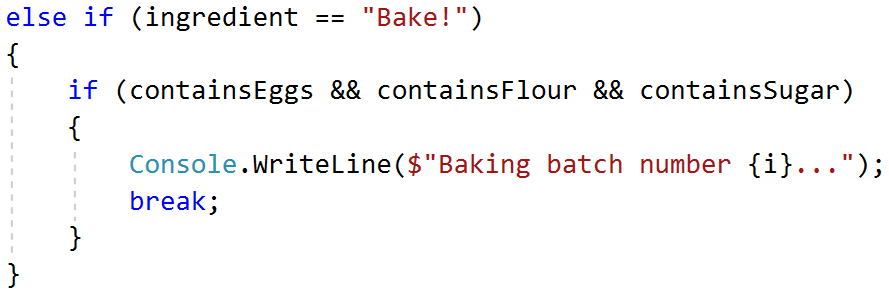 else if (ingredient == "Bake!")
{
    if (containsEggs && containsFlour && containsSugar)
    {
        Console.WriteLine($"Baking batch number {i}...");
        break;
    }
}